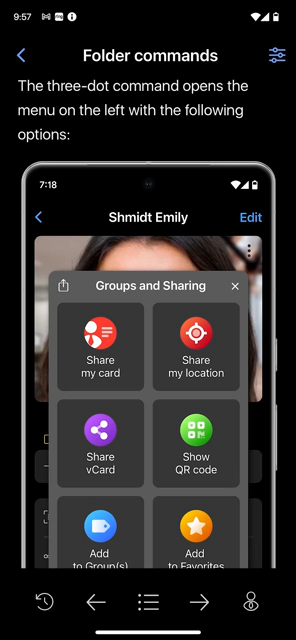 9:57
Folder commands
The three-dot command opens the
menu on the left with the following
options:
7:18
Shmidt Emily
Edit
Groups and Sharing
Share
my card
Share
my location
Share
vCard
Show
QR code
Add
to Group(s)
Add
to Favorites